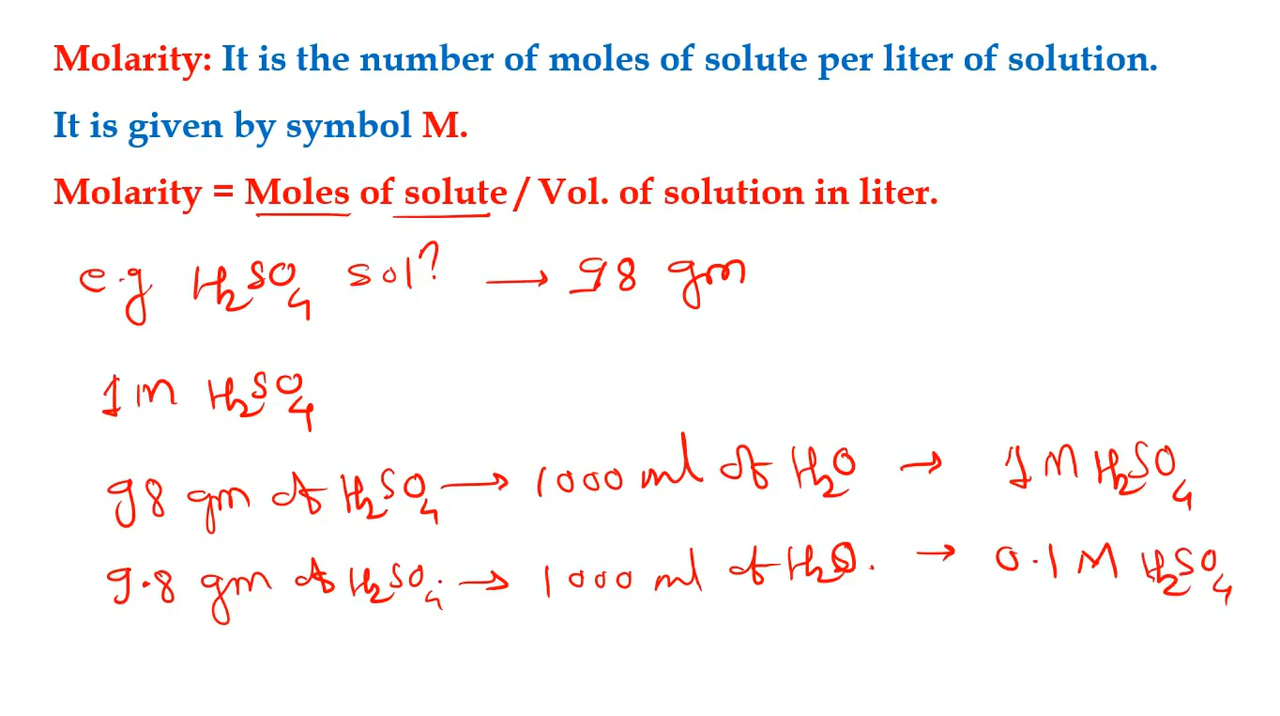 Molarity: It is the number of moles of solute per liter of solution.
It is given by symbol M.
Molarity = Moles of solute / Vol. of solution in liter.
e.g H₂SO₄ sol? → 98 gm
1 m H₂SO₄
98 gm of H₂SO₄ → 1000 ml of H₂O → 1 M H₂SO₄
9.8 gm of H₂SO₄. → 1000 ml of H₂O. → 0.1 M H₂SO₄